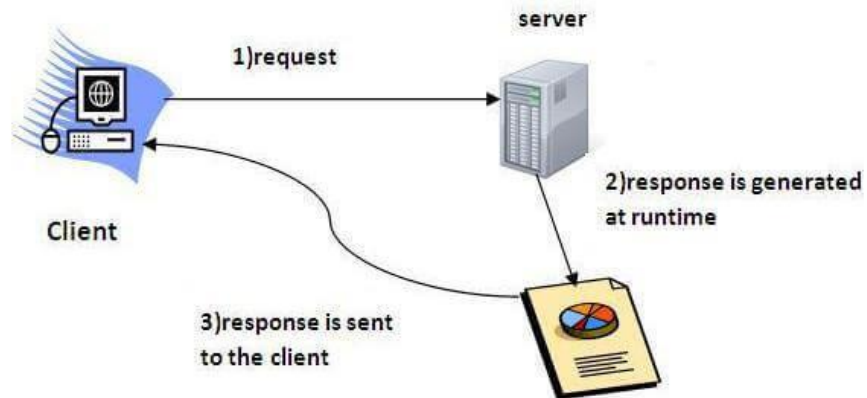 server
1)request
Client
2)response is generated
at runtime
3)response is sent
to the client